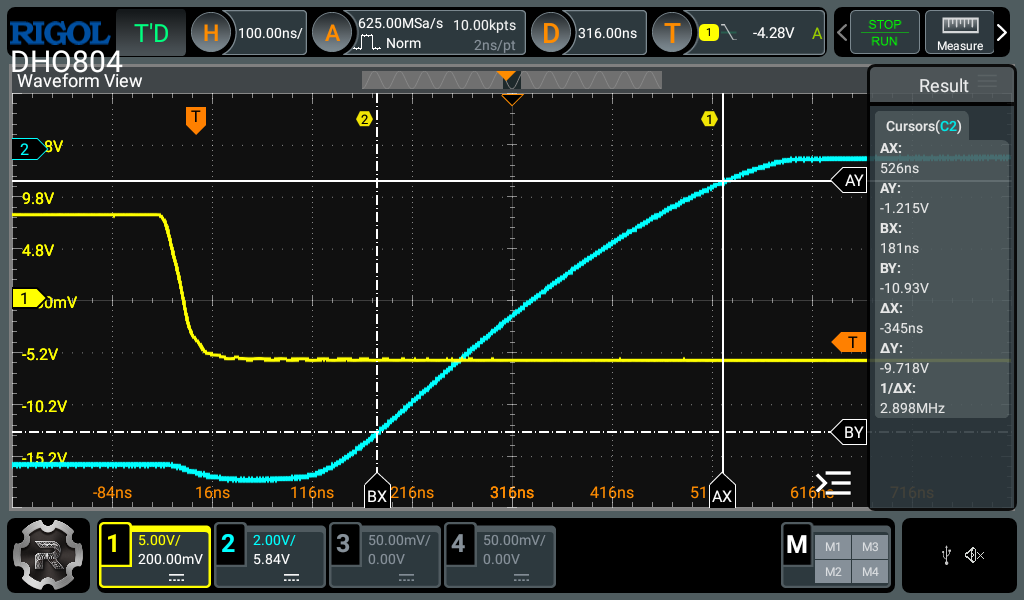 RIGOL T'D H 100.00ns/ A 625.00MSa/s 10.00kpts Norm 2ns/pt D 316.00ns T 1 -4.28V A STOP RUN Measure
DHO804
Waveform View
Result
T 2 1
Cursors(C2)
2 8V
AX:
526ns
AY
AY:
9.8V
-1.215V
BX:
4.8V
181ns
BY:
-10.93V
1 0mV
ΔX:
-345ns
T
ΔY:
-5.2V
-9.718V
1/ΔX:
-10.2V
2.898MHz
BY
-15.2V
-84ns 16ns 116ns BX 216ns 316ns 416ns 51 AX 616ns 716ns
R
1 5.00V/ 200.00mV
2 2.00V/ 5.84V
3 50.00mV/ 0.00V
4 50.00mV/ 0.00V
M M1 M3 M2 M4